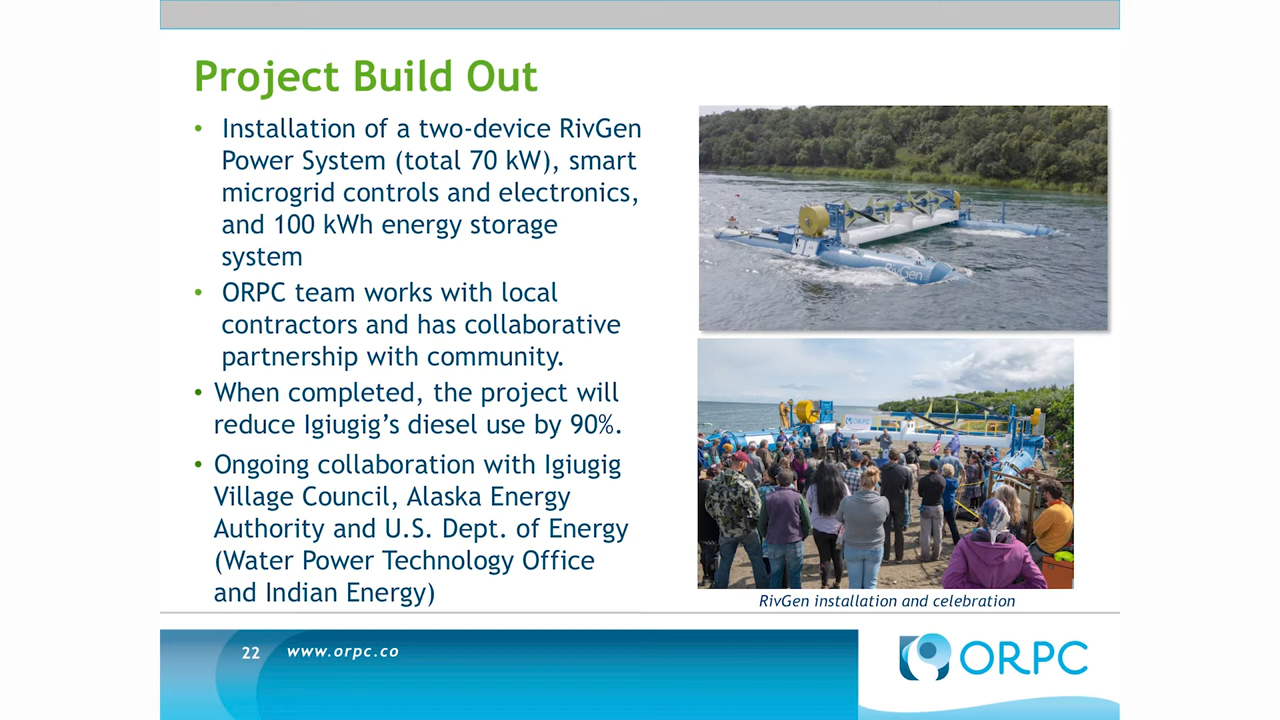 Project Build Out
• Installation of a two-device RivGen
Power System (total 70 kW), smart
microgrid controls and electronics,
and 100 kWh energy storage
system
• ORPC team works with local
contractors and has collaborative
partnership with community.
• When completed, the project will
reduce Igiugig’s diesel use by 90%.
• Ongoing collaboration with Igiugig
Village Council, Alaska Energy
Authority and U.S. Dept. of Energy
(Water Power Technology Office
and Indian Energy)
RivGen
ORPC
RivGen installation and celebration
22 www.orpc.co
ORPC